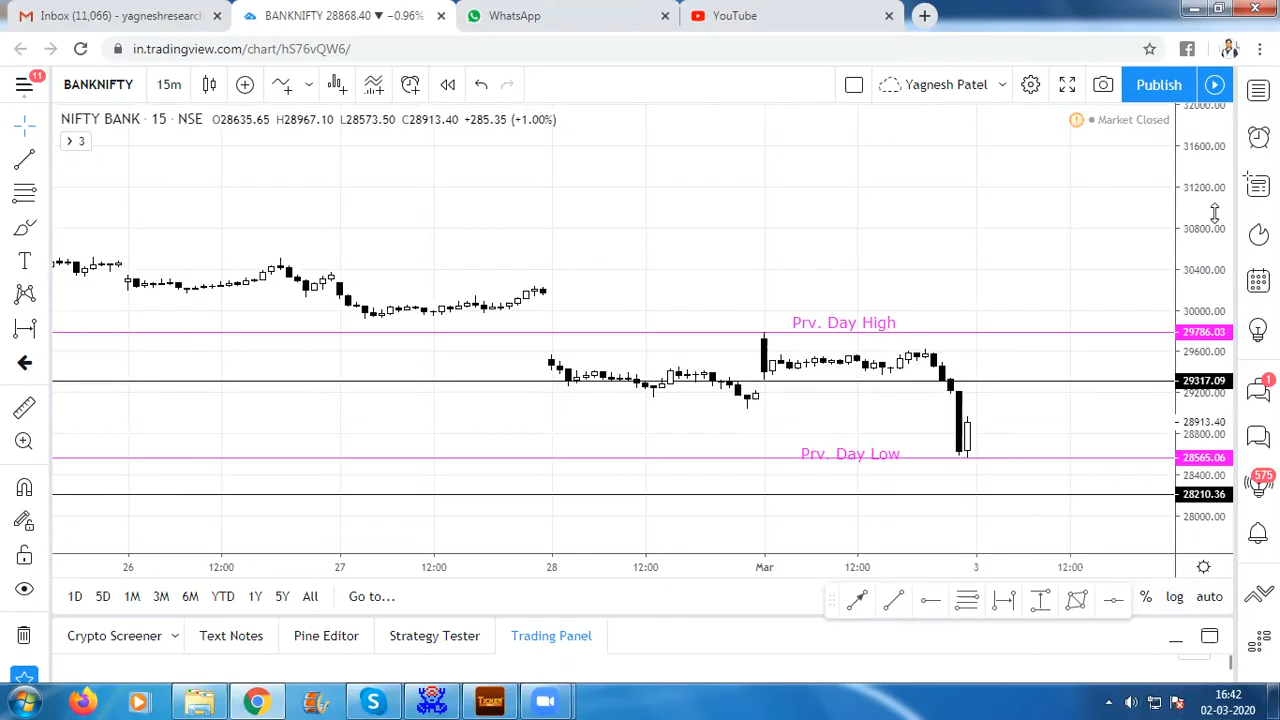 Inbox (11,066) - yagneshresearch
BANKNIFTY 28868.40 ▼ −0.96%
WhatsApp
YouTube
in.tradingview.com/chart/hS76vQW6/
11
BANKNIFTY
15m
Yagnesh Patel
Publish
NIFTY BANK · 15 · NSE O28635.65 H28967.10 L28573.50 C28913.40 +285.35 (+1.00%)
Market Closed
3
32000.00
31600.00
31200.00
30800.00
30400.00
30000.00
Prv. Day High
29786.03
29600.00
29317.09
29200.00
28913.40
28800.00
Prv. Day Low
28565.06
28400.00
28210.36
28000.00
1
575
26 12:00 27 12:00 28 12:00 Mar 12:00 3 12:00
1D 5D 1M 3M 6M YTD 1Y 5Y All Go to...
% log auto
Crypto Screener Text Notes Pine Editor Strategy Tester Trading Panel
TICKER
16:42
02-03-2020